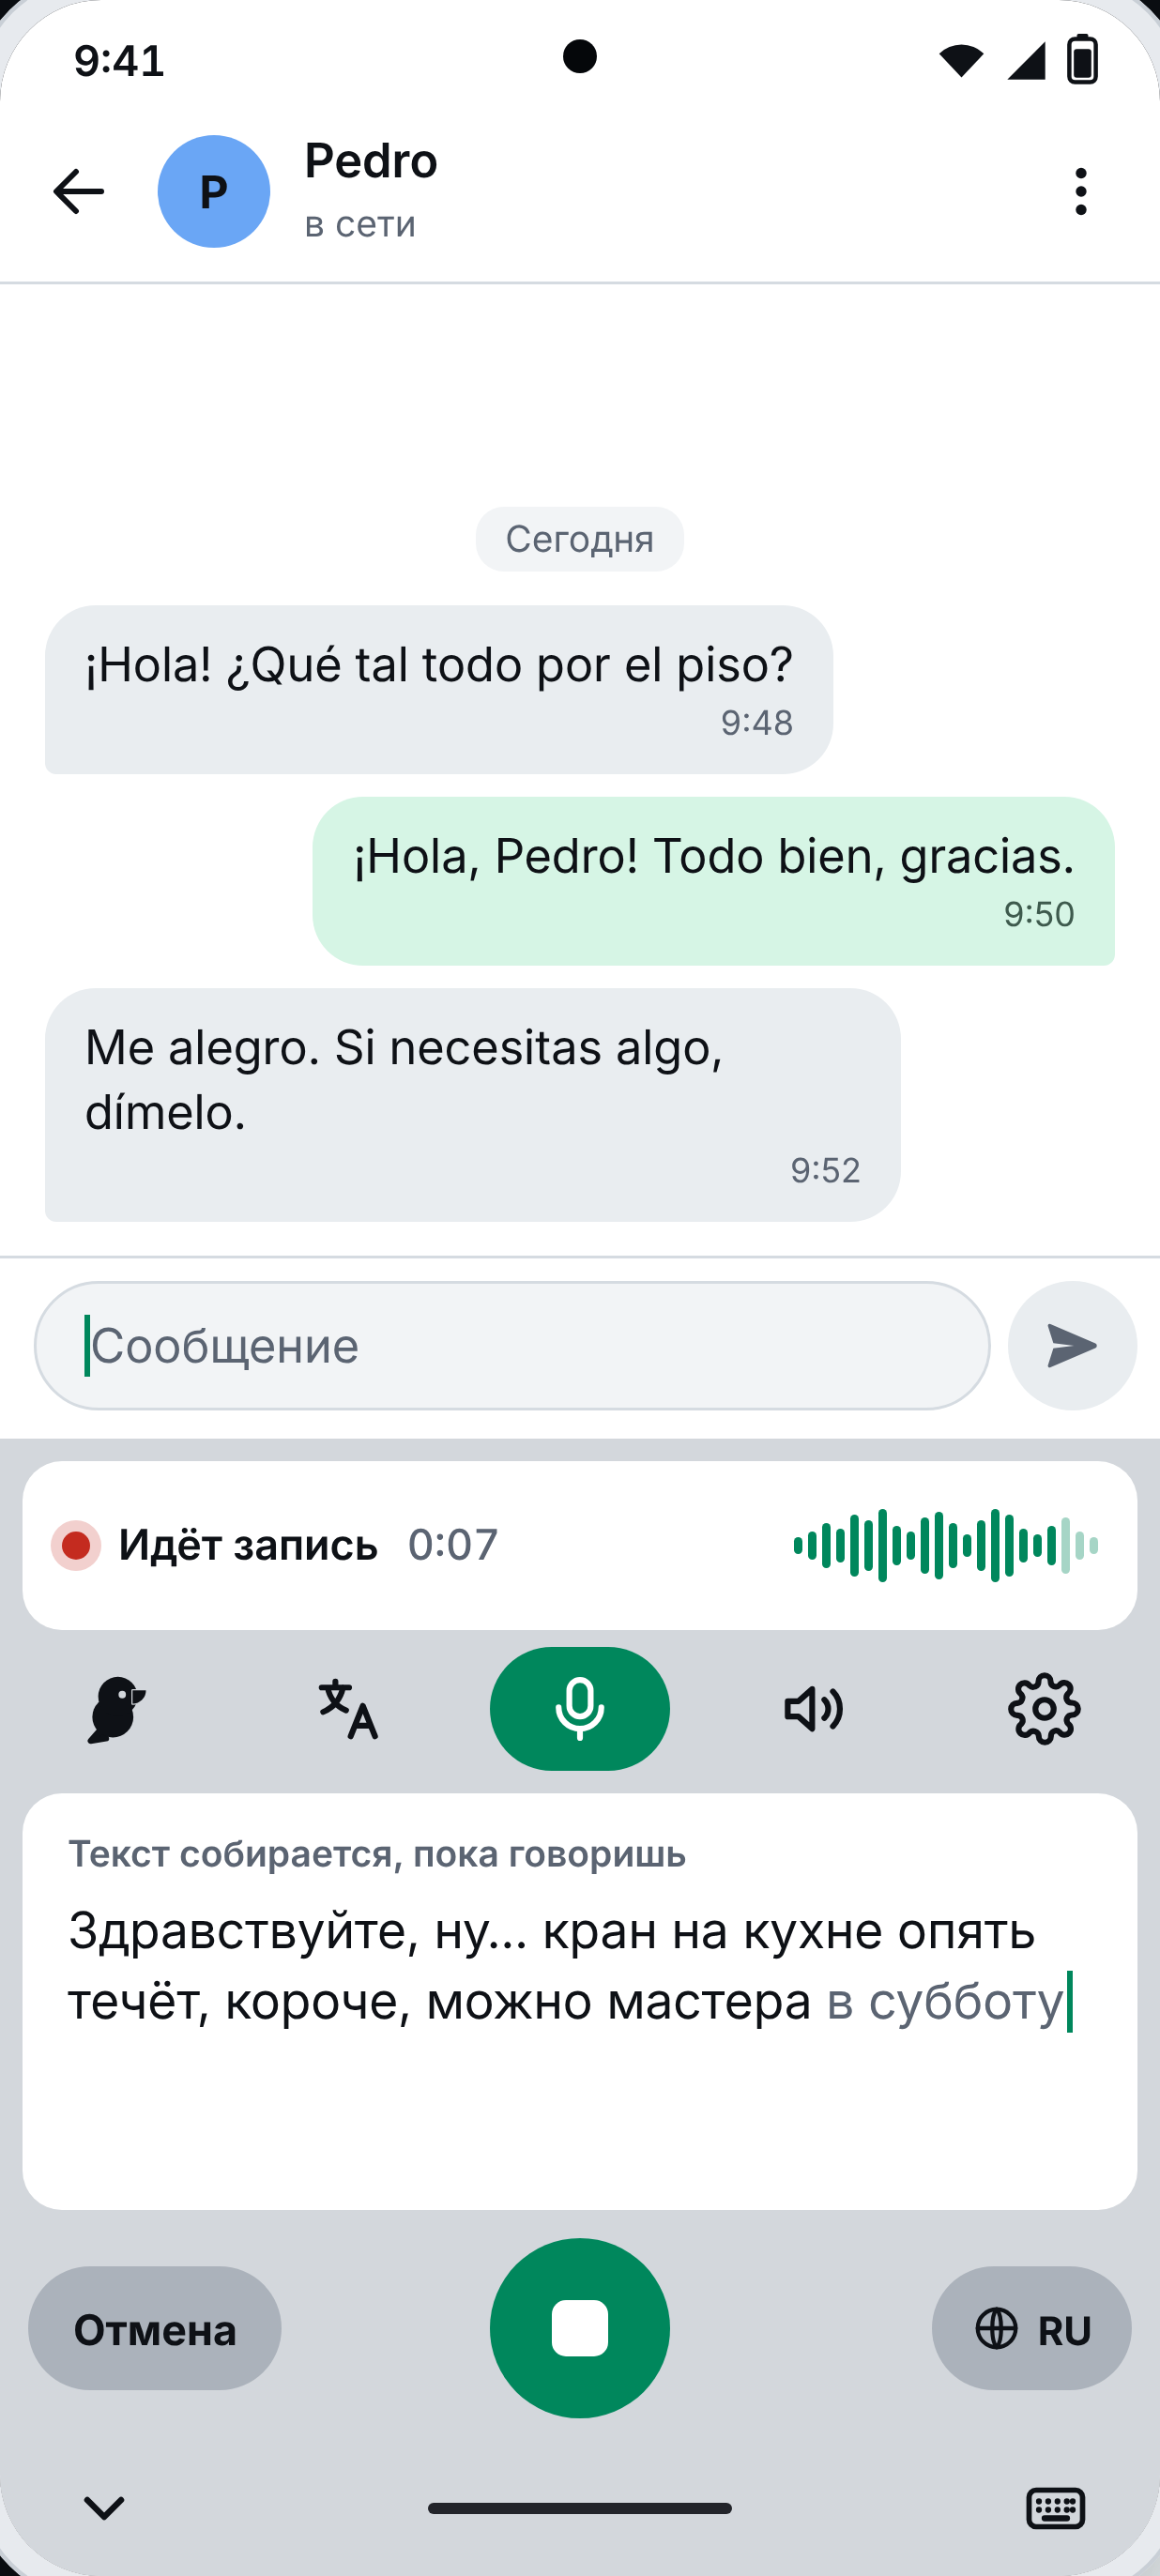 9:41
P
Pedro
в сети
Сегодня
¡Hola! ¿Qué tal todo por el piso?
9:48
¡Hola, Pedro! Todo bien, gracias.
9:50
Me alegro. Si necesitas algo,
dímelo.
9:52
Сообщение
Идёт запись 0:07
Текст собирается, пока говоришь
Здравствуйте, ну... кран на кухне опять
течёт, короче, можно мастера в субботу
Отмена
RU